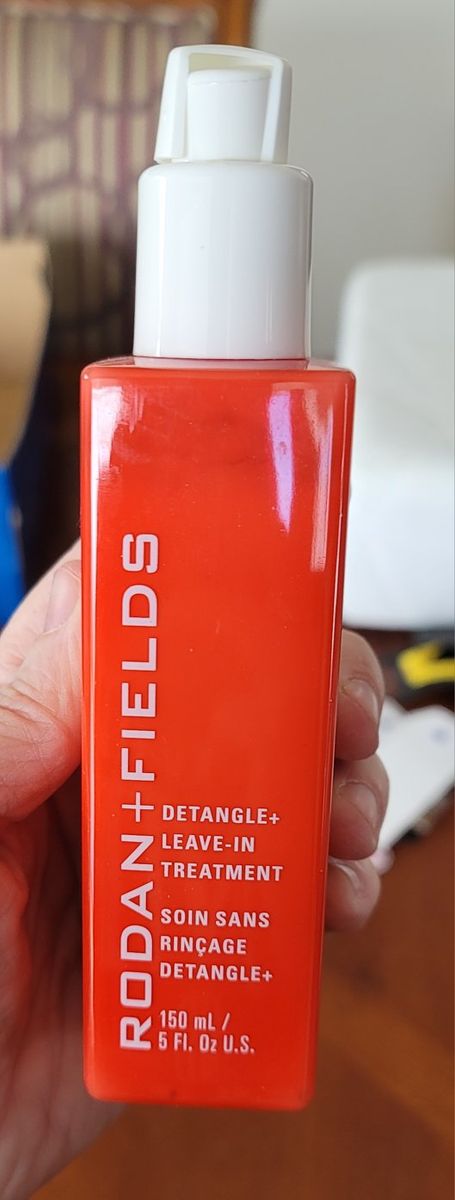 RODAN+FIELDS
DETANGLE+
LEAVE-IN
TREATMENT
SOIN SANS
RINÇAGE
DETANGLE+
150 mL /
5 Fl. Oz U.S.